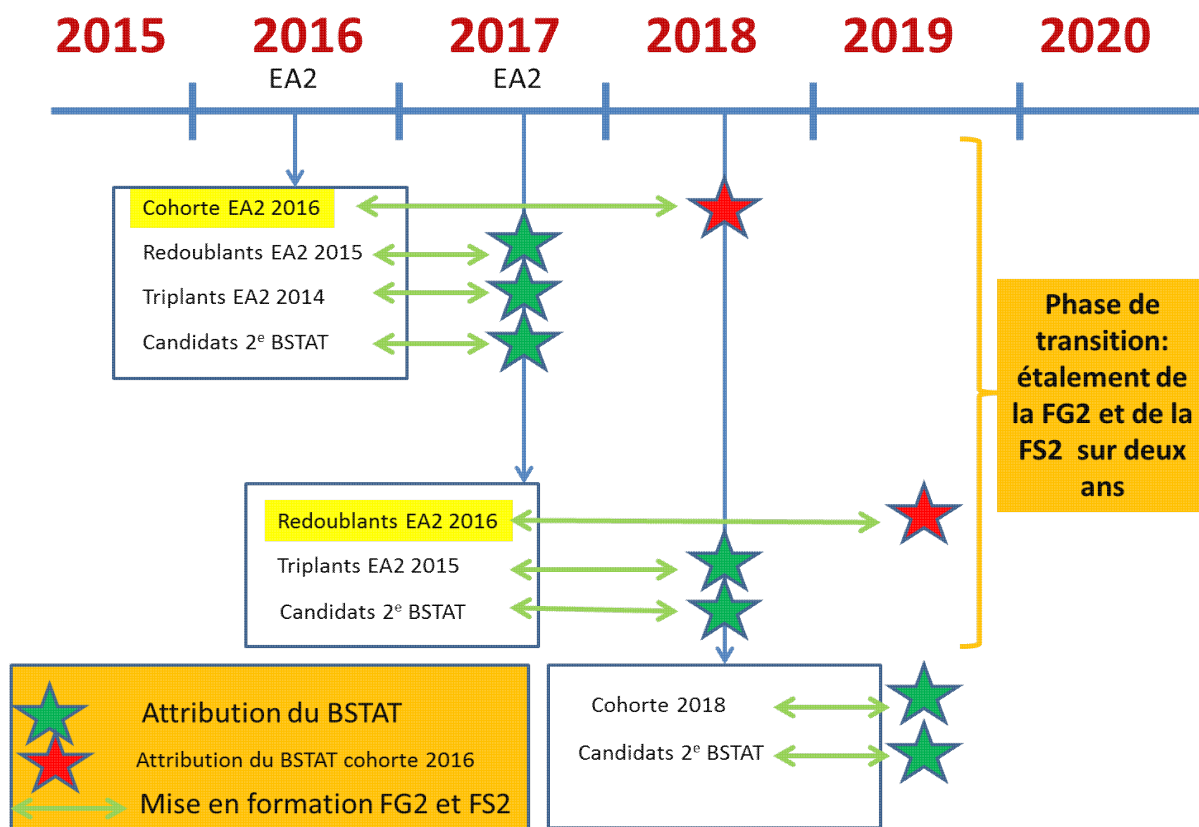 2015 2016 2017 2018 2019 2020
EA2 EA2
Cohorte EA2 2016
Redoublants EA2 2015
Triplants EA2 2014
Candidats 2e BSTAT
Phase de
transition:
étalement de
la FG2 et de la
FS2 sur deux
ans
Redoublants EA2 2016
Triplants EA2 2015
Candidats 2e BSTAT
Cohorte 2018
Candidats 2e BSTAT
Attribution du BSTAT
Attribution du BSTAT cohorte 2016
Mise en formation FG2 et FS2